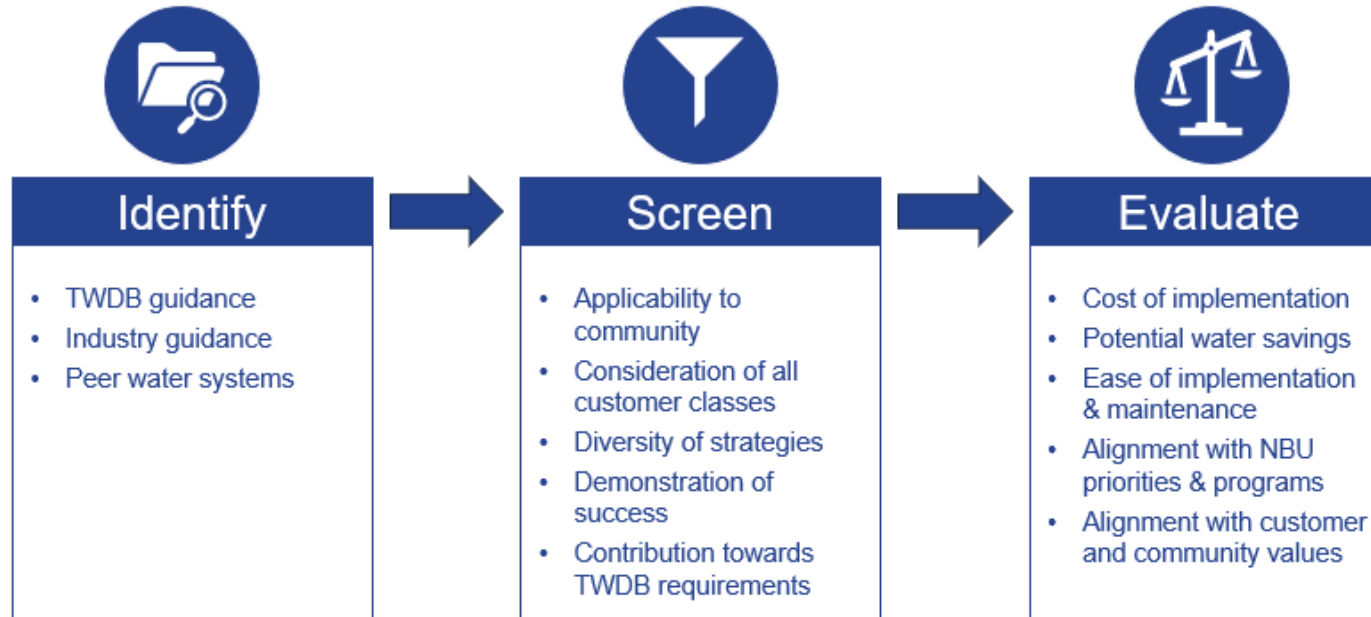 Identify
• TWDB guidance
• Industry guidance
• Peer water systems
Screen
• Applicability to
community
• Consideration of all
customer classes
• Diversity of strategies
• Demonstration of
success
• Contribution towards
TWDB requirements
Evaluate
• Cost of implementation
• Potential water savings
• Ease of implementation
& maintenance
• Alignment with NBU
priorities & programs
• Alignment with customer
and community values